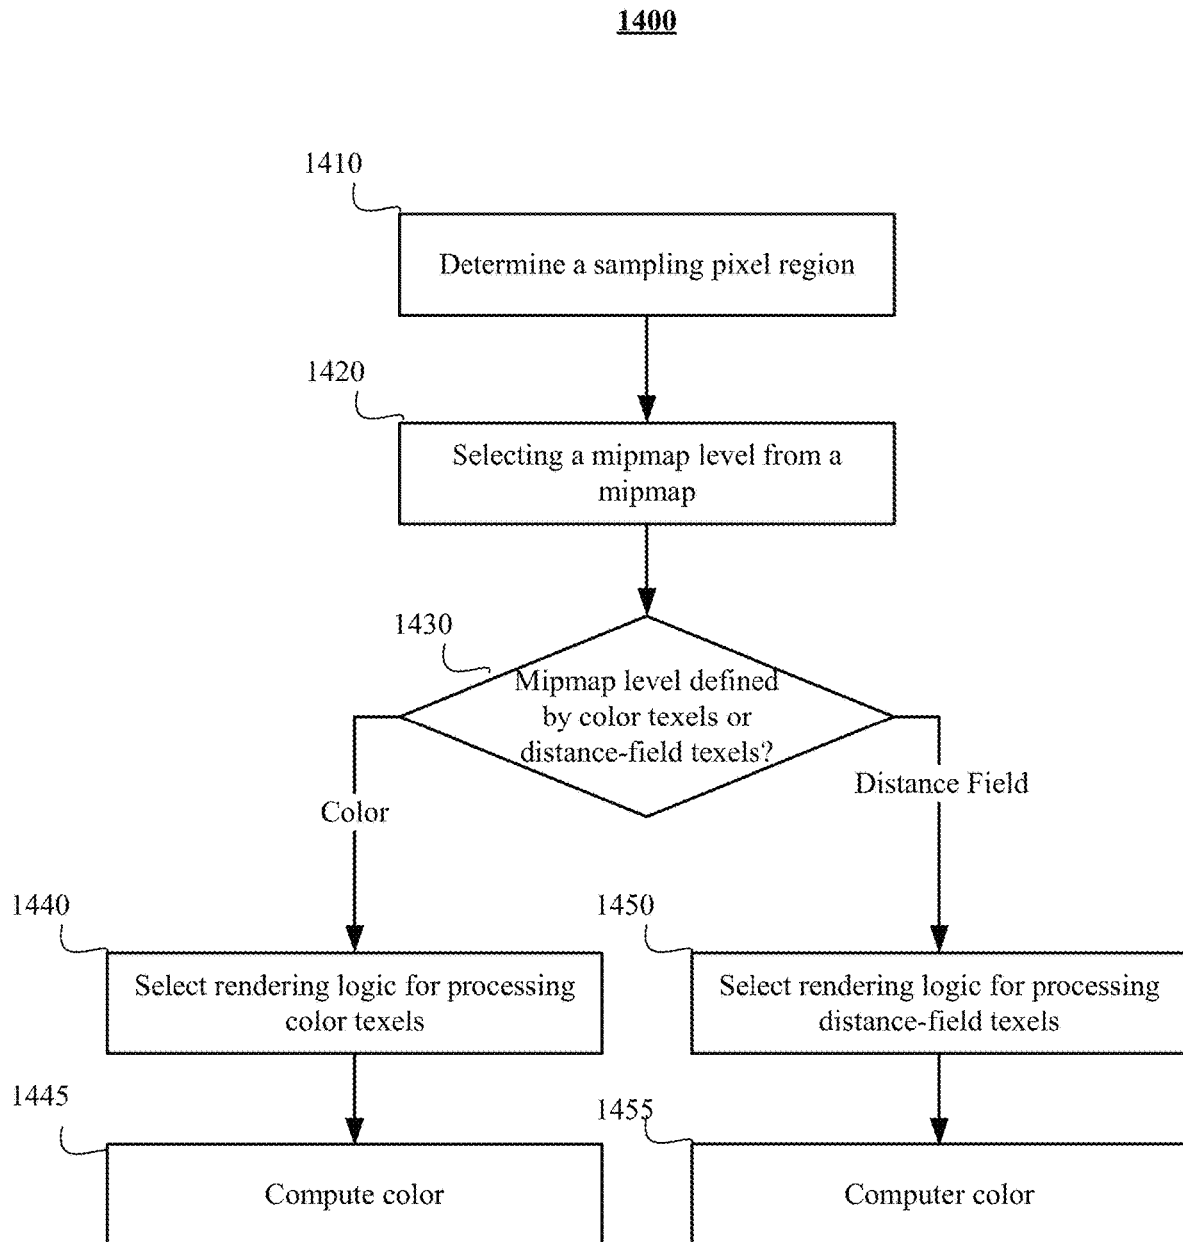 1400
1410
Determine a sampling pixel region
1420
Selecting a mipmap level from a
mipmap
1430
Mipmap level defined
by color texels or
distance-field texels?
Color
Distance Field
1440
Select rendering logic for processing
color texels
1450
Select rendering logic for processing
distance-field texels
1445
Compute color
1455
Computer color